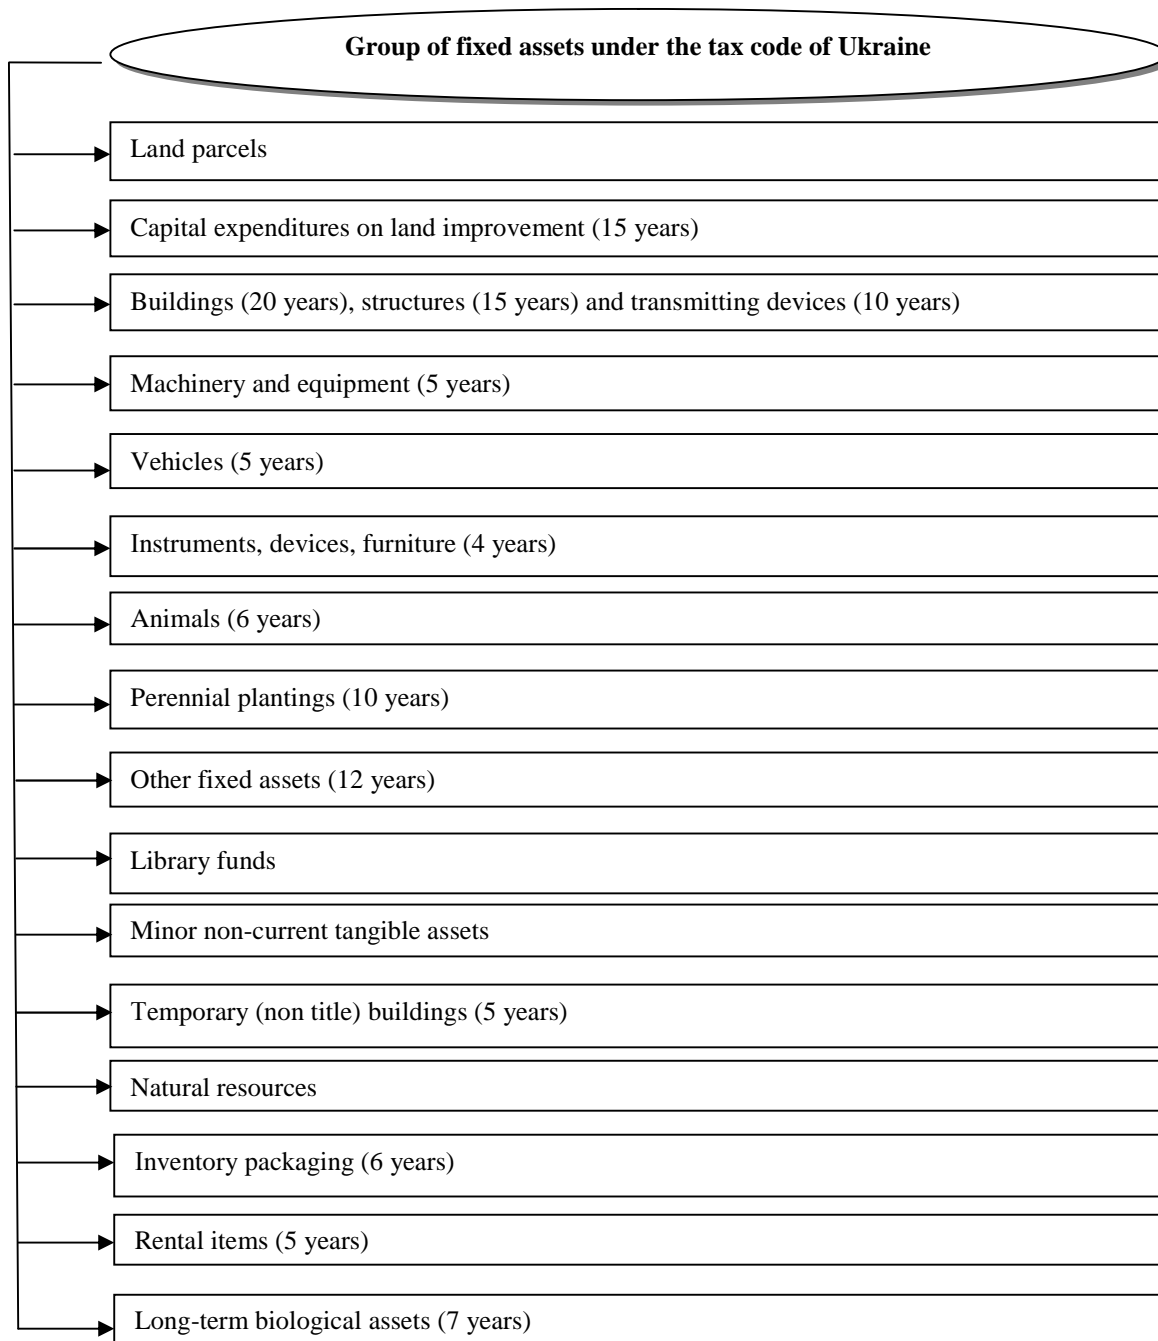 Group of fixed assets under the tax code of Ukraine
Land parcels
Capital expenditures on land improvement (15 years)
Buildings (20 years), structures (15 years) and transmitting devices (10 years)
Machinery and equipment (5 years)
Vehicles (5 years)
Instruments, devices, furniture (4 years)
Animals (6 years)
Perennial plantings (10 years)
Other fixed assets (12 years)
Library funds
Minor non-current tangible assets
Temporary (non title) buildings (5 years)
Natural resources
Inventory packaging (6 years)
Rental items (5 years)
Long-term biological assets (7 years)